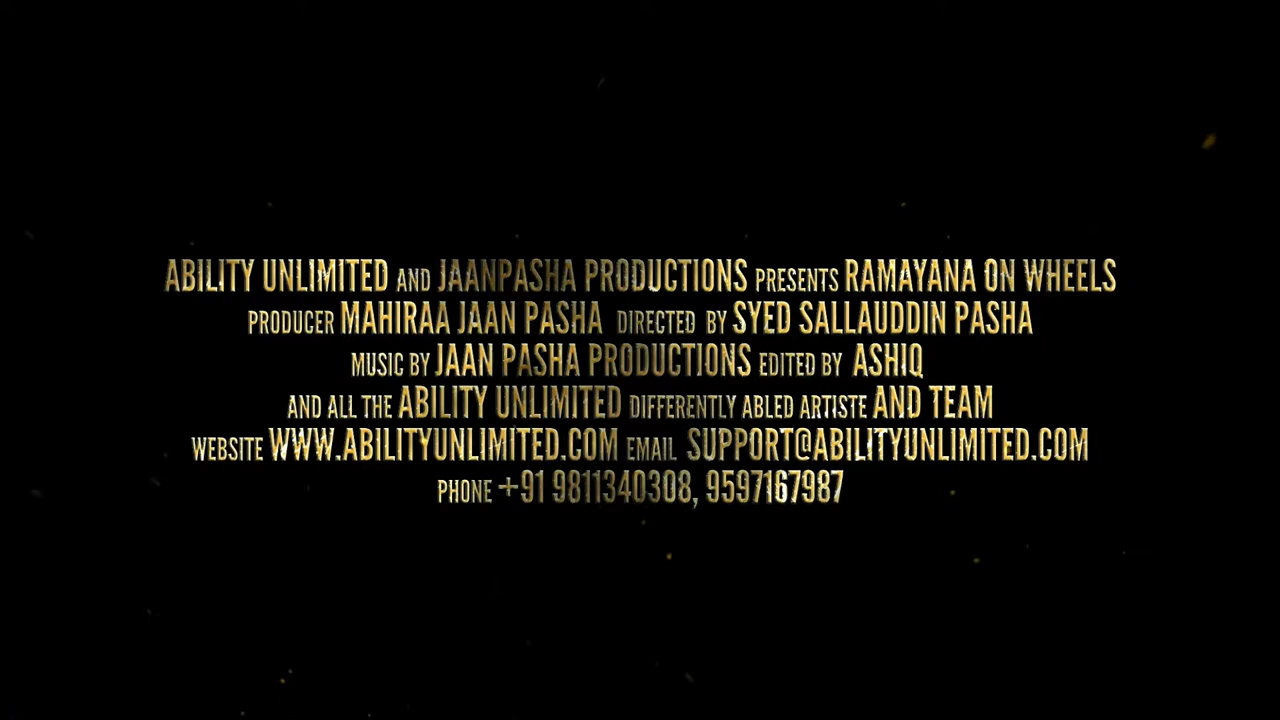 ABILITY UNLIMITED AND JAANPASHA PRODUCTIONS PRESENTS RAMAYANA ON WHEELS
PRODUCER MAHIRAA JAAN PASHA DIRECTED BY SYED SALLAUDDIN PASHA
MUSIC BY JAAN PASHA PRODUCTIONS EDITED BY ASHIQ
AND ALL THE ABILITY UNLIMITED DIFFERENTLY ABLED ARTISTE AND TEAM
WEBSITE WWW.ABILITYUNLIMITED.COM EMAIL SUPPORT@ABILITYUNLIMITED.COM
PHONE +91 9811340308, 9597167987